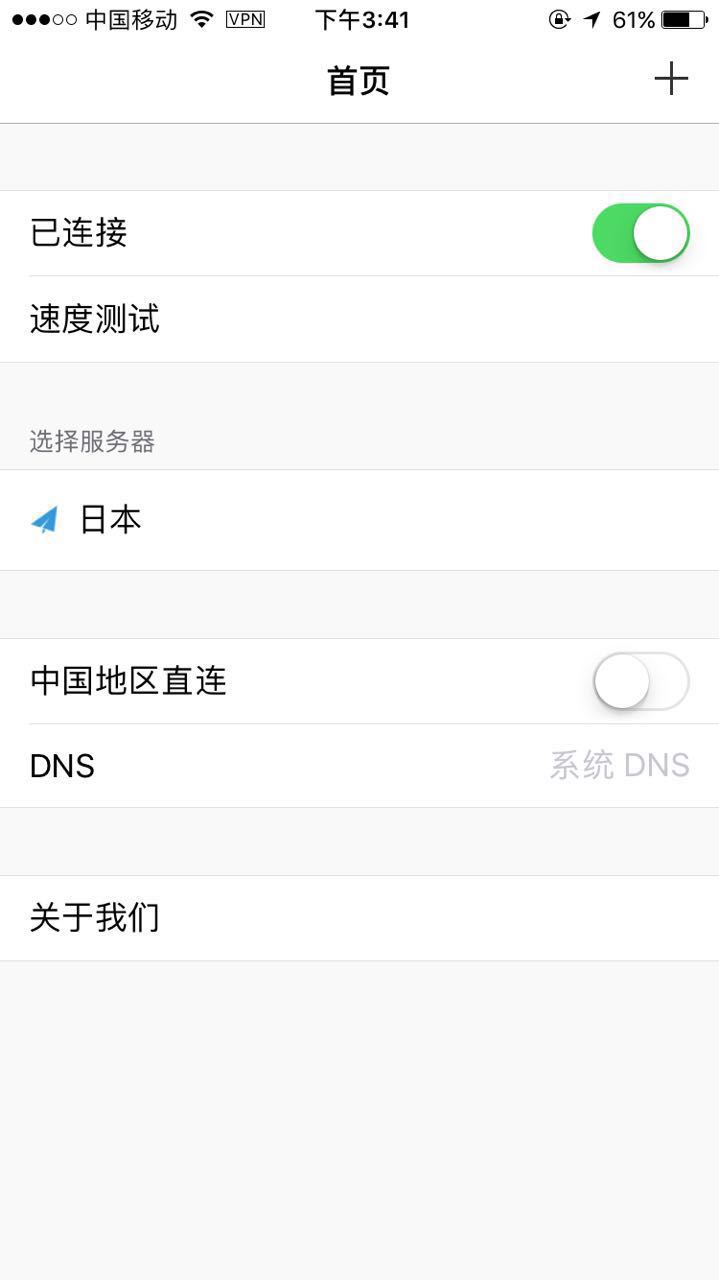 中国移动 VPN 下午3:41 61%
首页
已连接
速度测试
选择服务器
日本
中国地区直连
DNS 系统 DNS
关于我们